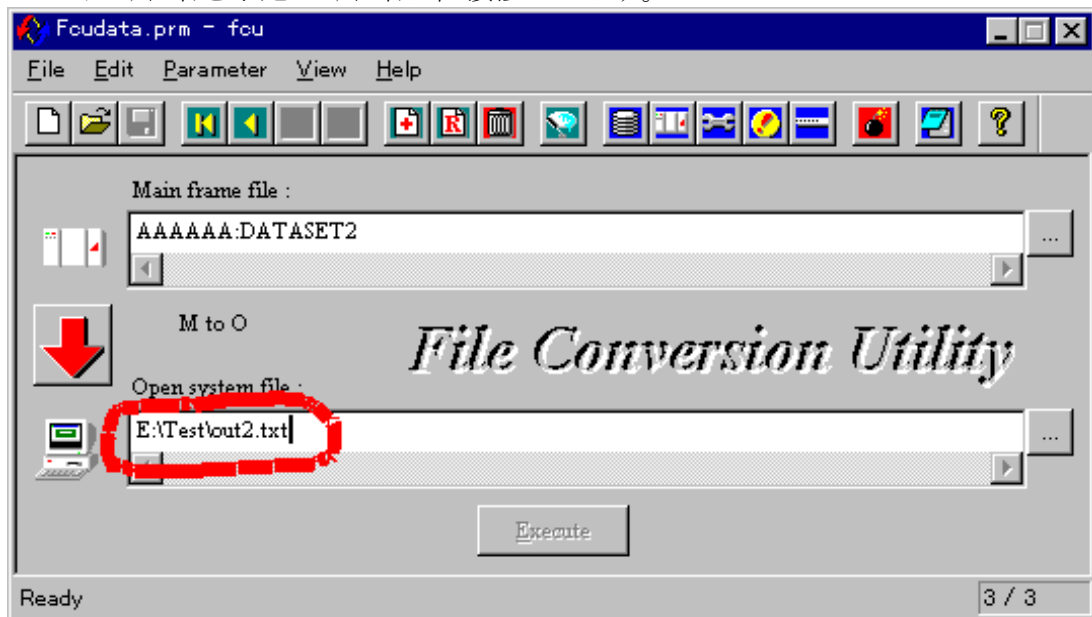 Fcudata.prm - fcu
File Edit Parameter View Help
Main frame file :
AAAAAA:DATASET2
...
M to O
File Conversion Utility
Open system file :
E:\Test\out2.txt
...
Execute
Ready
3 / 3